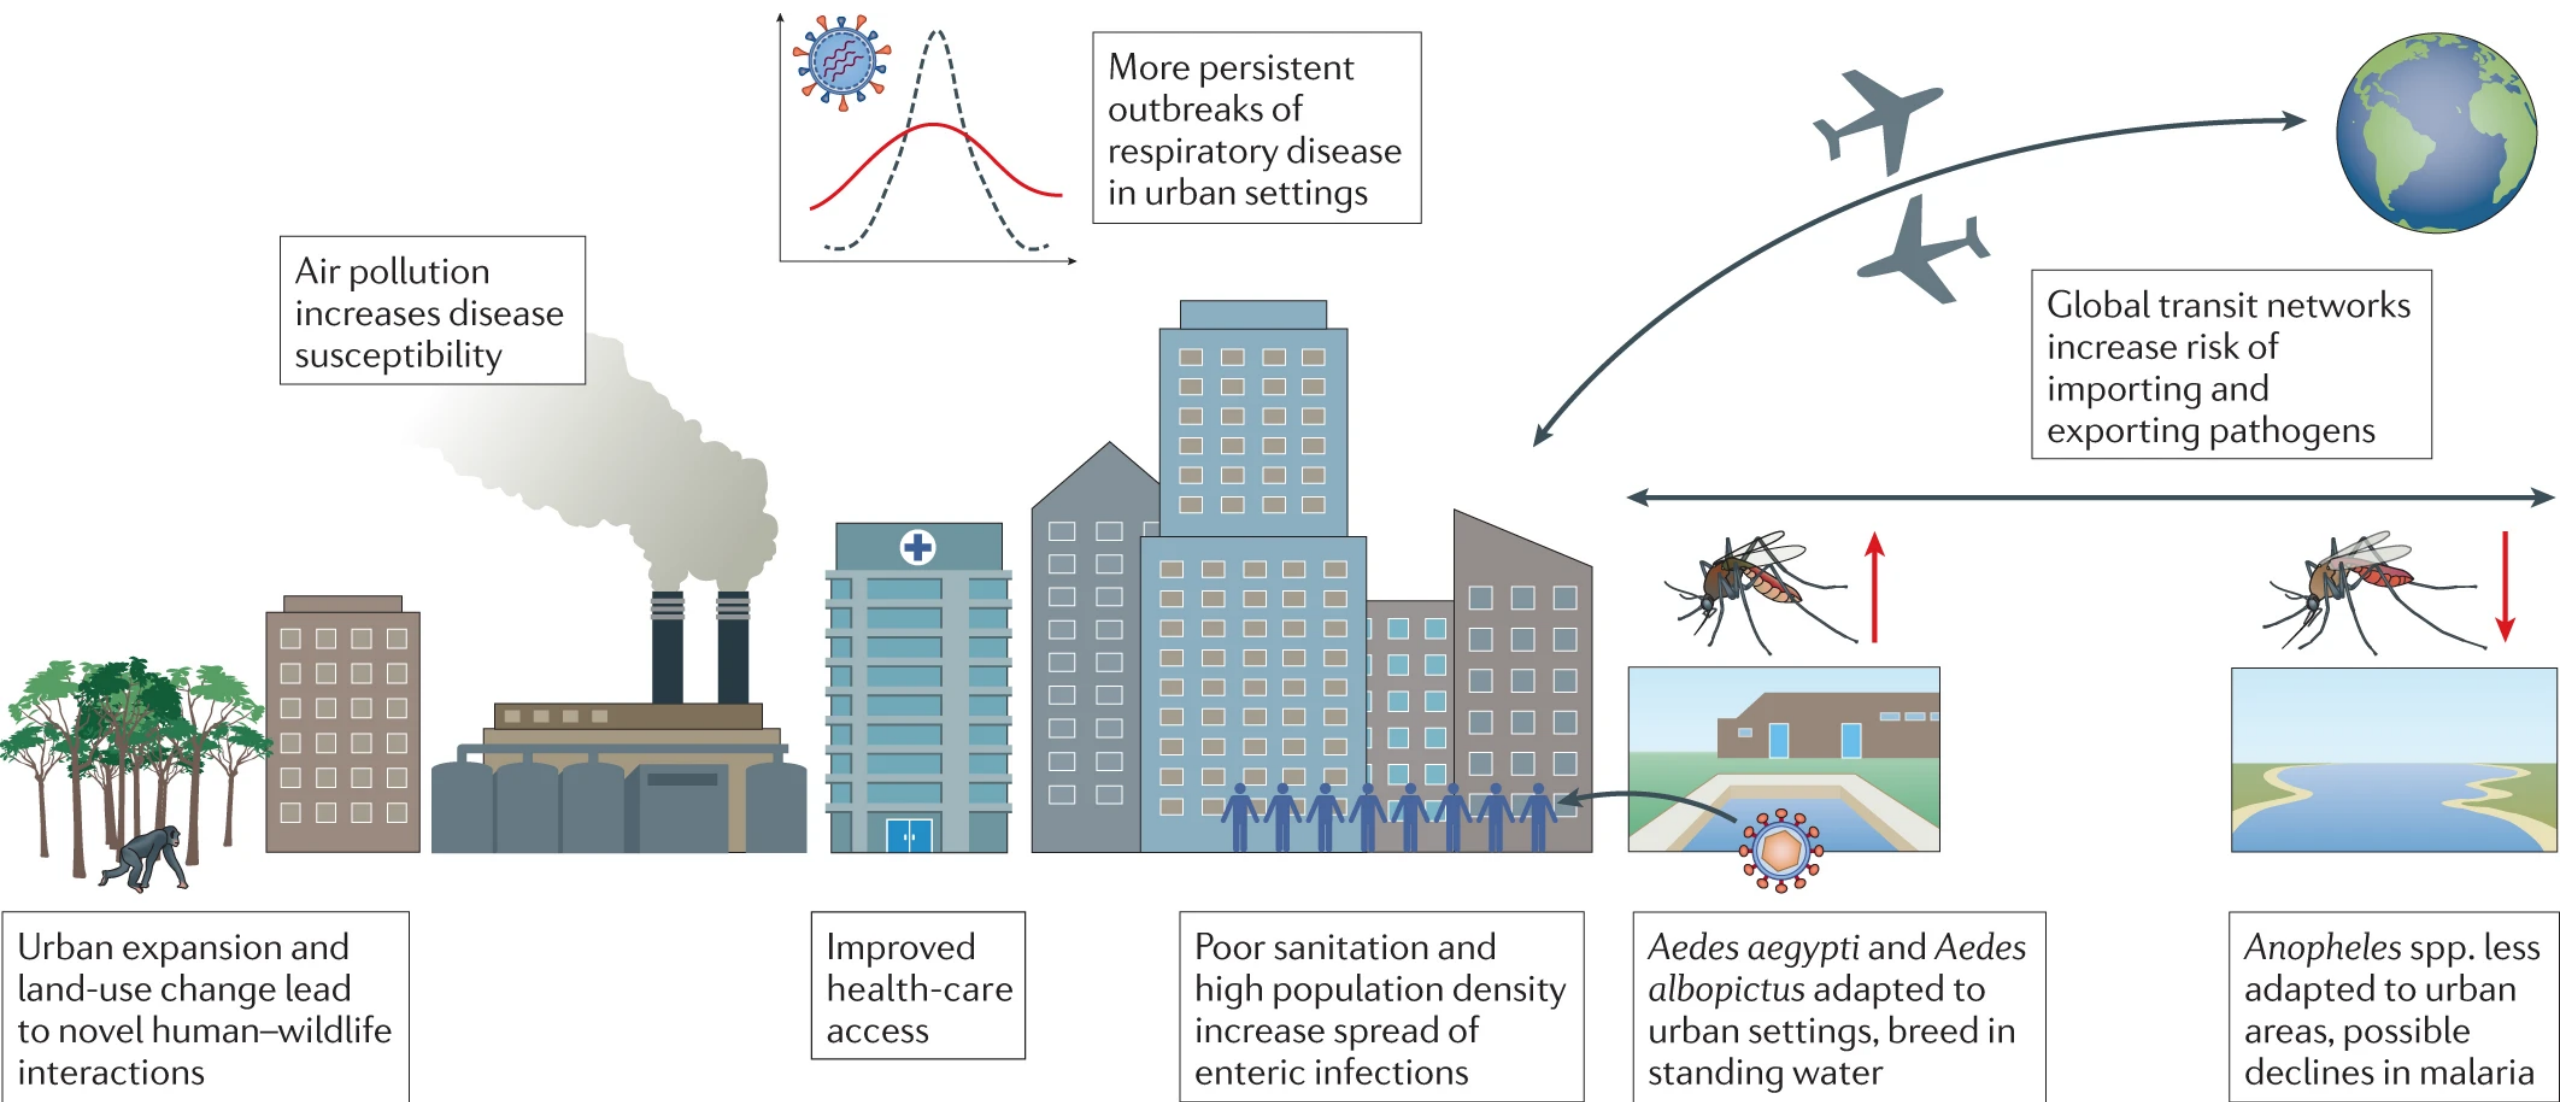 More persistent
outbreaks of
respiratory disease
in urban settings
Air pollution
increases disease
susceptibility
Global transit networks
increase risk of
importing and
exporting pathogens
Urban expansion and
land-use change lead
to novel human–wildlife
interactions
Improved
health-care
access
Poor sanitation and
high population density
increase spread of
enteric infections
Aedes aegypti and Aedes
albopictus adapted to
urban settings, breed in
standing water
Anopheles spp. less
adapted to urban
areas, possible
declines in malaria